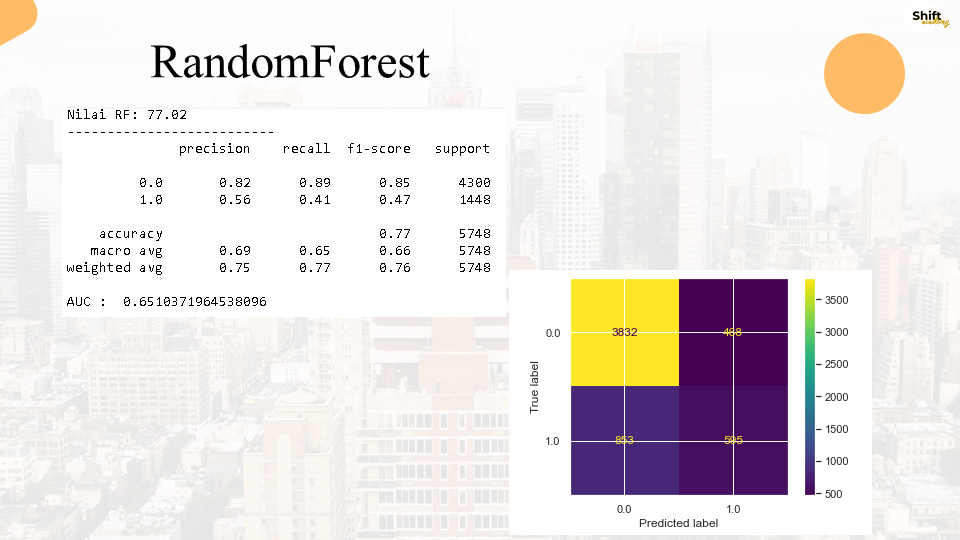 Shift
academy
RandomForest
Nilai RF: 77.02
--------------------------
precision recall f1-score support
0.0 0.82 0.89 0.85 4300
1.0 0.56 0.41 0.47 1448
accuracy 0.77 5748
macro avg 0.69 0.65 0.66 5748
weighted avg 0.75 0.77 0.76 5748
AUC : 0.6510371964538096
True label
0.0
1.0
3832 468
853 595
0.0 1.0
Predicted label
3500
3000
2500
2000
1500
1000
500